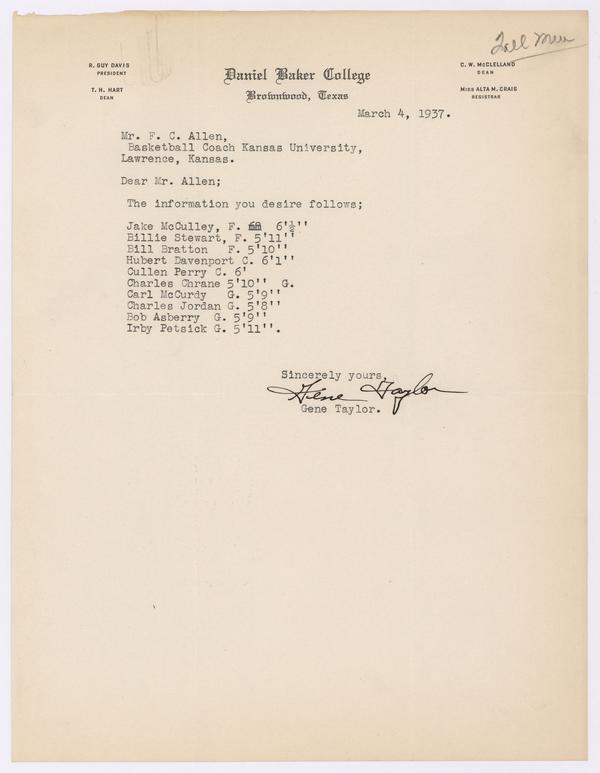 Tall Men
R. GUY DAVIS
PRESIDENT
T. H. HART
DEAN
Daniel Baker College
Brownwood, Texas
C. W. McCLELLAND
DEAN
MISS ALTA M. CRAIG
REGISTRAR
March 4, 1937.
Mr. F. C. Allen,
Basketball Coach Kansas University,
Lawrence, Kansas.
Dear Mr. Allen;
The information you desire follows;
Jake McCulley, F. 6'½''
Billie Stewart, F. 5'11''
Bill Bratton F. 5'10''
Hubert Davenport C. 6'1''
Cullen Perry C. 6'
Charles Chrane 5'10'' G.
Carl McCurdy G. 5'9''
Charles Jordan G. 5'8''
Bob Asberry G. 5'9''
Irby Petsick G. 5'11''.
Sincerely yours,
Gene Taylor
Gene Taylor.